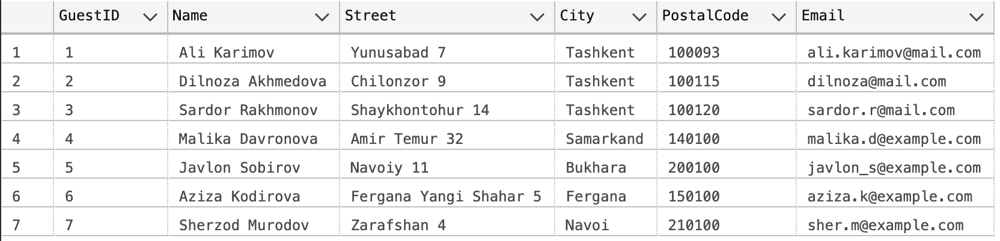 GuestID Name Street City PostalCode Email
1 1 Ali Karimov Yunusabad 7 Tashkent 100093 ali.karimov@mail.com
2 2 Dilnoza Akhmedova Chilonzor 9 Tashkent 100115 dilnoza@mail.com
3 3 Sardor Rakhmonov Shaykhontohur 14 Tashkent 100120 sardor.r@mail.com
4 4 Malika Davronova Amir Temur 32 Samarkand 140100 malika.d@example.com
5 5 Javlon Sobirov Navoiy 11 Bukhara 200100 javlon_s@example.com
6 6 Aziza Kodirova Fergana Yangi Shahar 5 Fergana 150100 aziza.k@example.com
7 7 Sherzod Murodov Zarafshan 4 Navoi 210100 sher.m@example.com